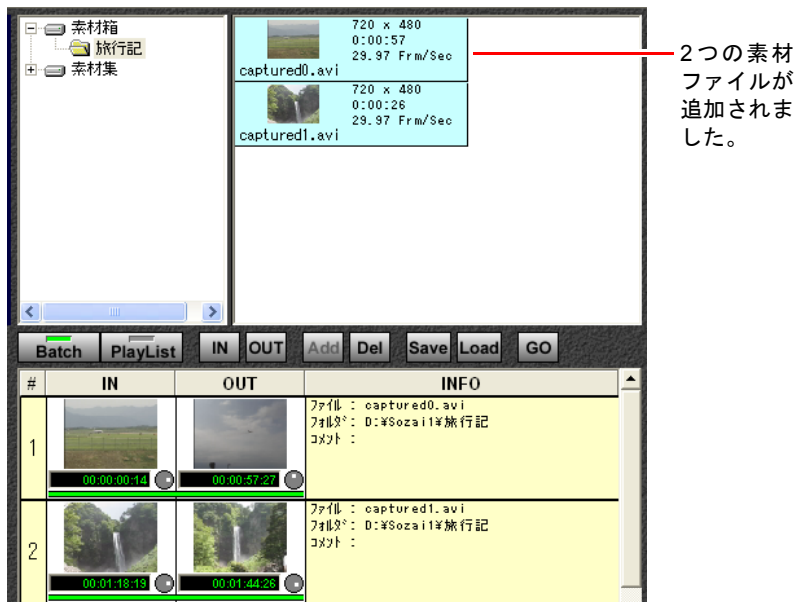 素材箱
旅行記
素材集
720 x 480
0:00:57
29.97 Frm/Sec
captured0.avi
720 x 480
0:00:26
29.97 Frm/Sec
captured1.avi
2つの素材
ファイルが
追加されま
した。
Batch PlayList IN OUT Add Del Save Load GO
# IN OUT INFO
1
00:00:00:14 00:00:57:27
ﾌｧｲﾙ : captured0.avi
ﾌｫﾙﾀﾞ: D:¥Sozai1¥旅行記
ｺﾒﾝﾄ :
2
00:01:18:19 00:01:44:26
ﾌｧｲﾙ : captured1.avi
ﾌｫﾙﾀﾞ: D:¥Sozai1¥旅行記
ｺﾒﾝﾄ :